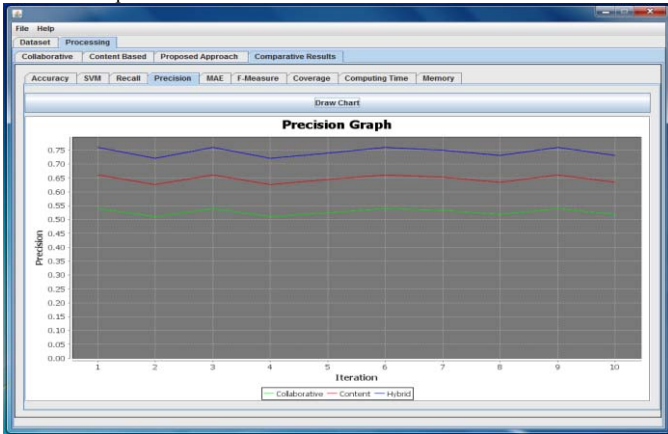 File Help
Dataset Processing
Collaborative Content Based Proposed Approach Comparative Results
Accuracy SVM Recall Precision MAE F-Measure Coverage Computing Time Memory
Draw Chart
Precision Graph
0.75
0.70
0.65
0.60
0.55
0.50
0.45
0.40
0.35
0.30
0.25
0.20
0.15
0.10
0.05
0.00
Precision
1 2 3 4 5 6 7 8 9 10
Iteration
Collaborative Content Hybrid